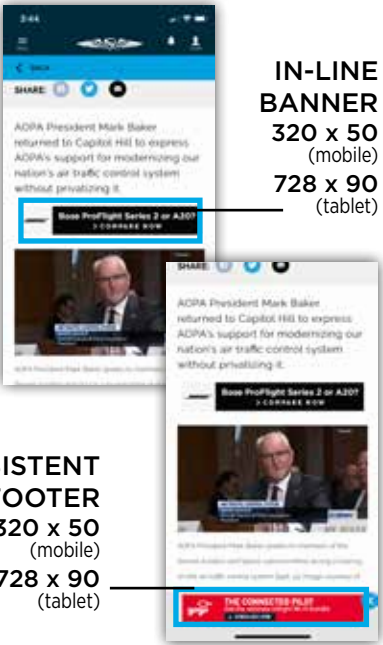 3:44
BACK
SHARE
AOPA President Mark Baker
returned to Capitol Hill to express
AOPA's support for modernizing our
nation's air traffic control system
without privatizing it.
Bose ProFlight Series 2 or A20?
> COMPARE NOW
IN-LINE
BANNER
320 x 50
(mobile)
728 x 90
(tablet)
SHARE
AOPA President Mark Baker
returned to Capitol Hill to express
AOPA's support for modernizing our
nation's air traffic control system
without privatizing it.
Bose ProFlight Series 2 or A20?
> COMPARE NOW
THE CONNECTED PILOT
SISTENT
FOOTER
320 x 50
(mobile)
728 x 90
(tablet)